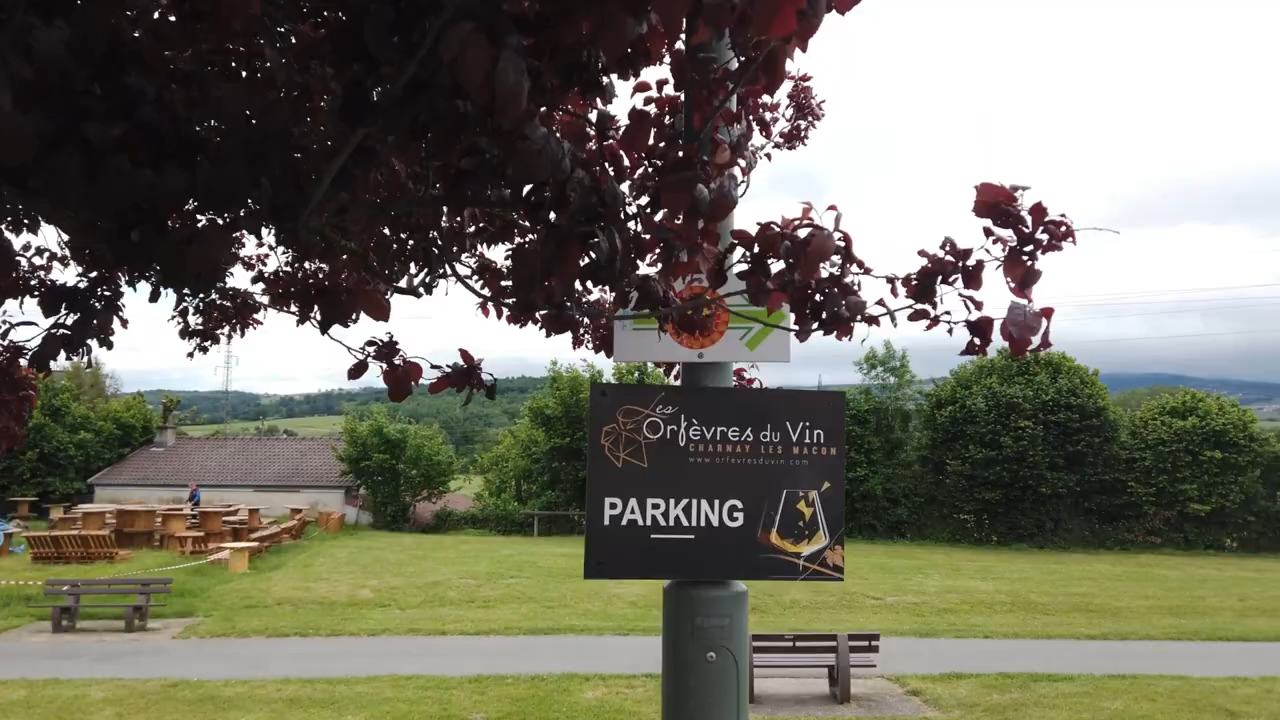 Les
Orfèvres du Vin
CHARNAY LES MACON
www.orfevresduvin.com
PARKING